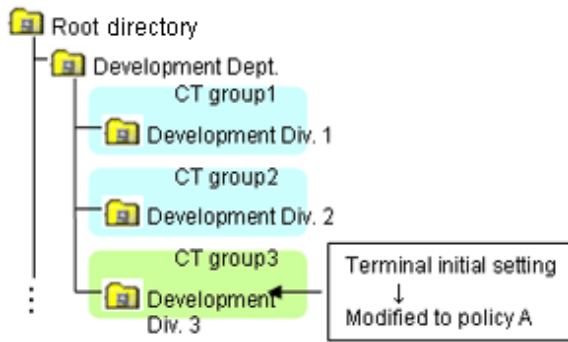 Root directory
Development Dept.
CT group1
Development Div. 1
CT group2
Development Div. 2
CT group3
Development
Div. 3
Terminal initial setting
↓
Modified to policy A